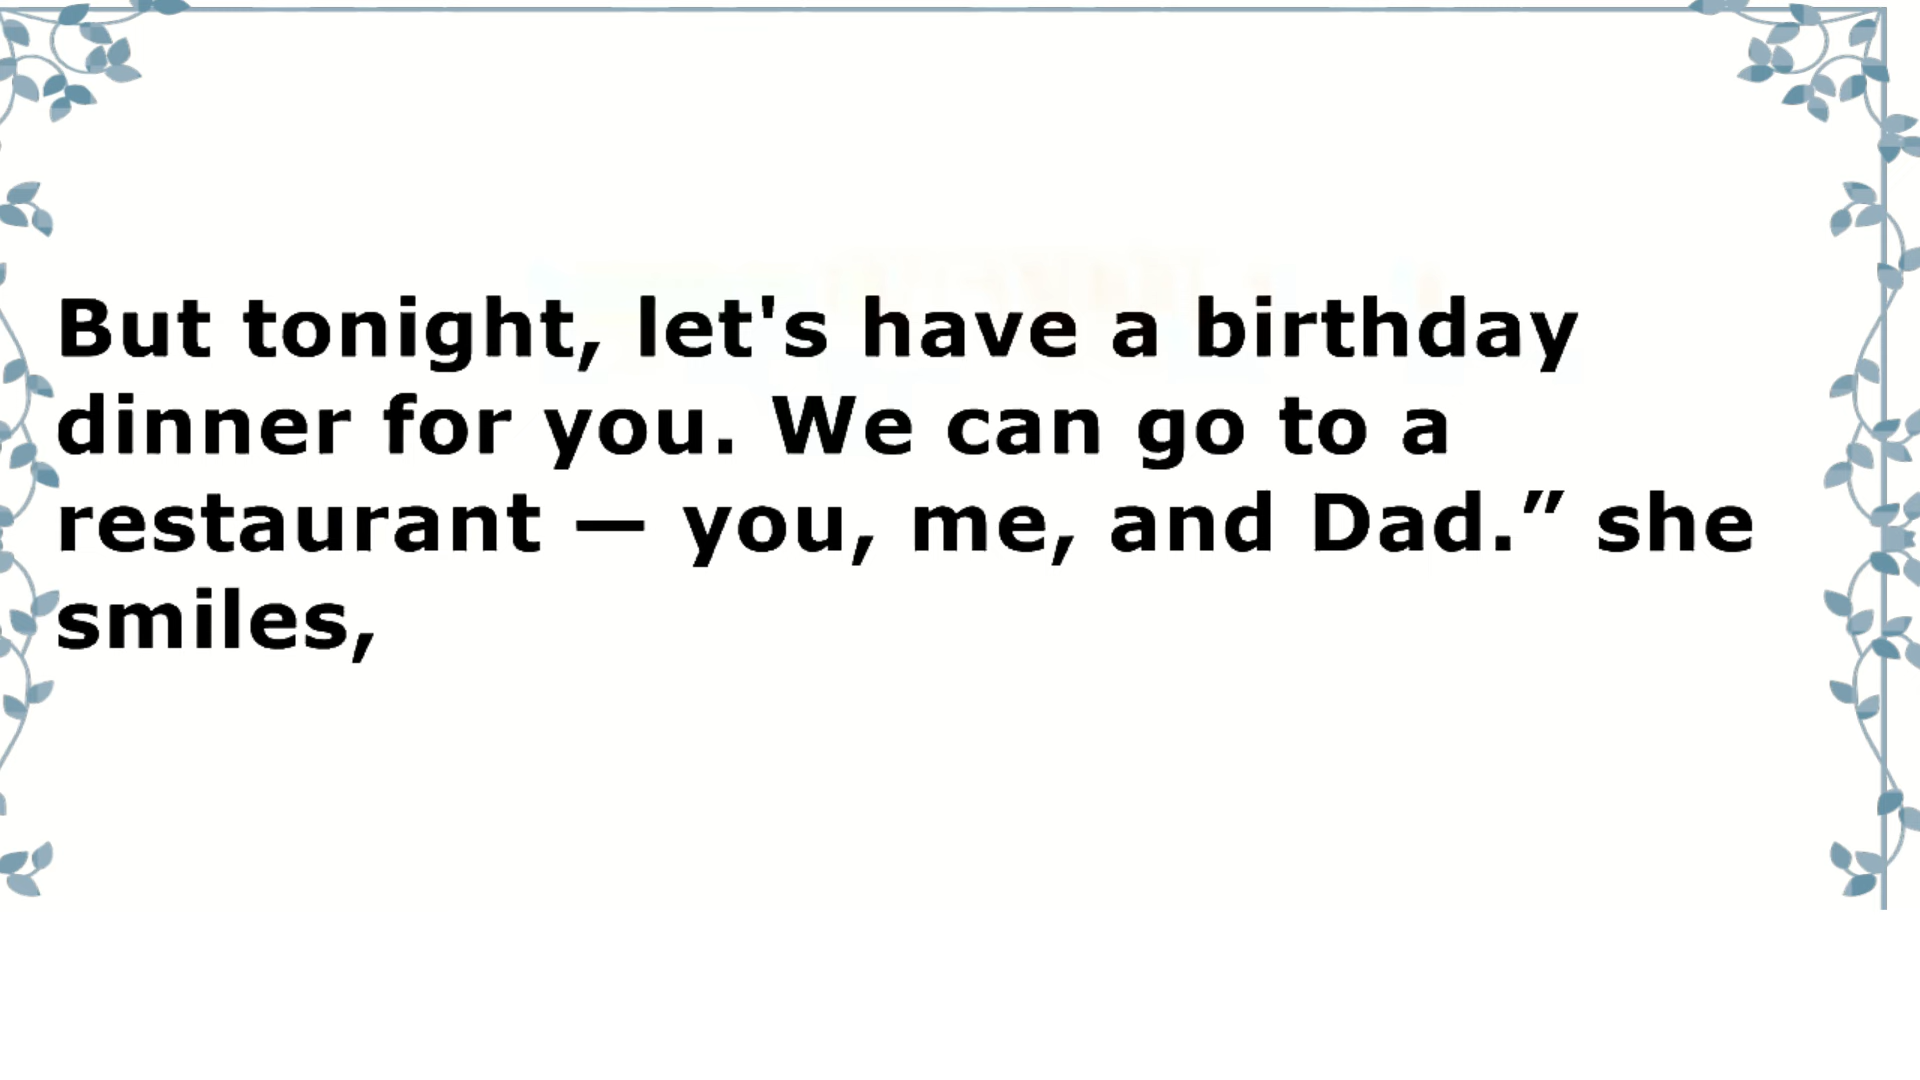 But tonight, let's have a birthday
dinner for you. We can go to a
restaurant — you, me, and Dad.” she
smiles,